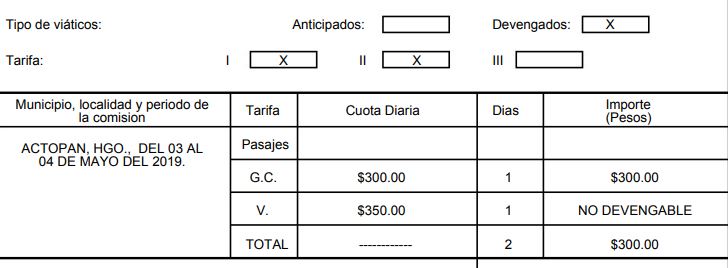 Tipo de viáticos: Anticipados: Devengados: X
Tarifa: I X II X III
Municipio, localidad y periodo de la comision Tarifa Cuota Diaria Dias Importe (Pesos)
ACTOPAN, HGO., DEL 03 AL 04 DE MAYO DEL 2019.
Pasajes
G.C. $300.00 1 $300.00
V. $350.00 1 NO DEVENGABLE
TOTAL ------------ 2 $300.00